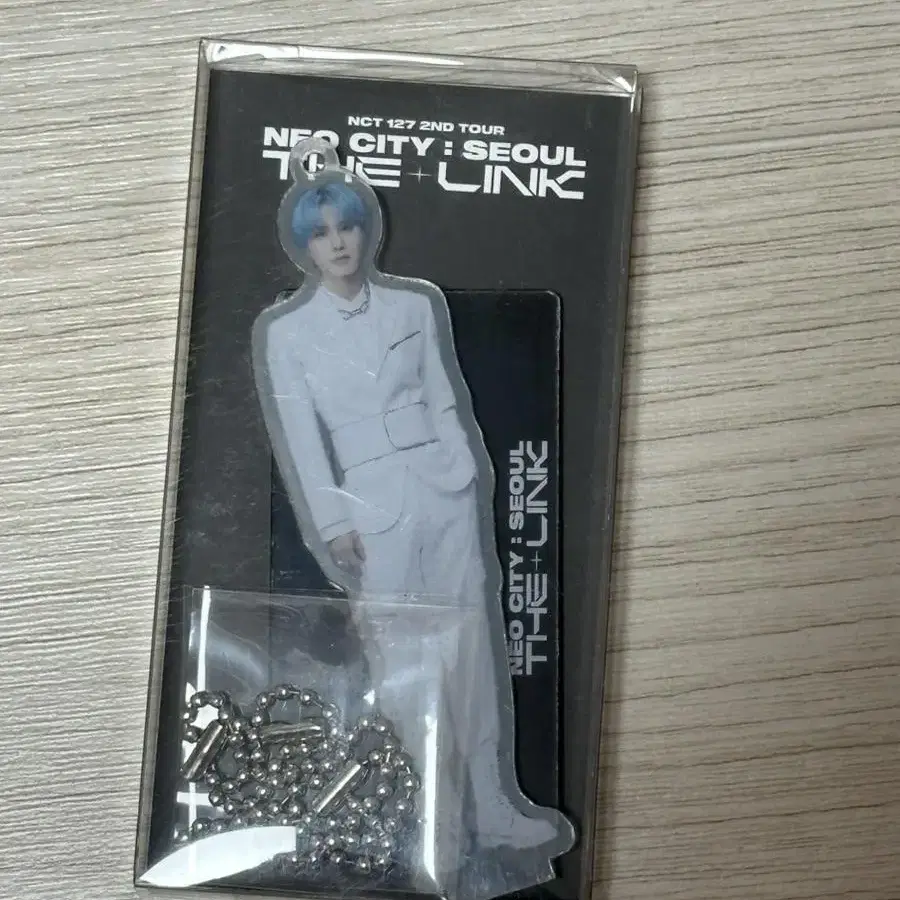 NCT 127 2ND TOUR
NEO CITY : SEOUL
THE + LINK
NEO CITY : SEOUL
THE + LINK